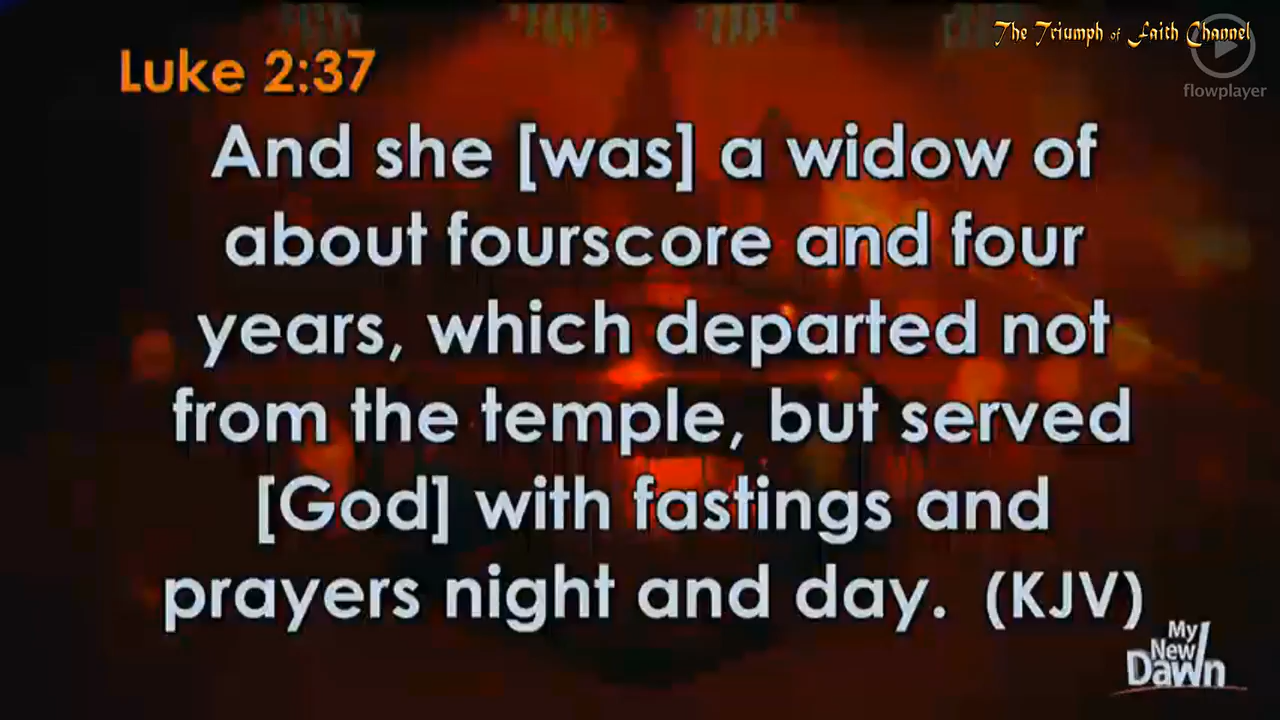 The Triumph of Faith Channel
flowplayer
Luke 2:37
And she [was] a widow of
about fourscore and four
years, which departed not
from the temple, but served
[God] with fastings and
prayers night and day. (KJV)
My
New
Dawn